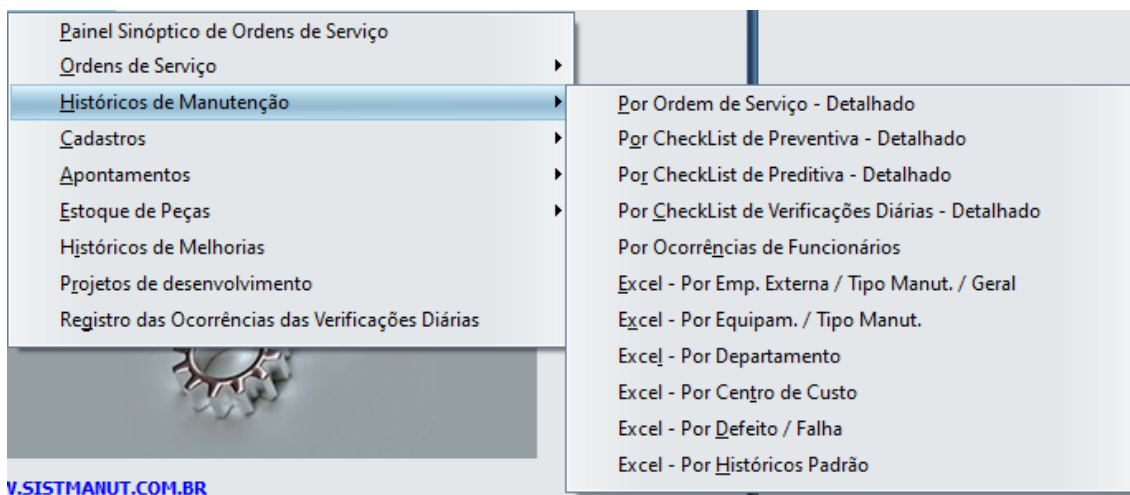 Painel Sinóptico de Ordens de Serviço
Ordens de Serviço
Históricos de Manutenção
Cadastros
Apontamentos
Estoque de Peças
Históricos de Melhorias
Projetos de desenvolvimento
Registro das Ocorrências das Verificações Diárias
Por Ordem de Serviço - Detalhado
Por CheckList de Preventiva - Detalhado
Por CheckList de Preditiva - Detalhado
Por CheckList de Verificações Diárias - Detalhado
Por Ocorrências de Funcionários
Excel - Por Emp. Externa / Tipo Manut. / Geral
Excel - Por Equipam. / Tipo Manut.
Excel - Por Departamento
Excel - Por Centro de Custo
Excel - Por Defeito / Falha
Excel - Por Históricos Padrão
.SISTMANUT.COM.BR